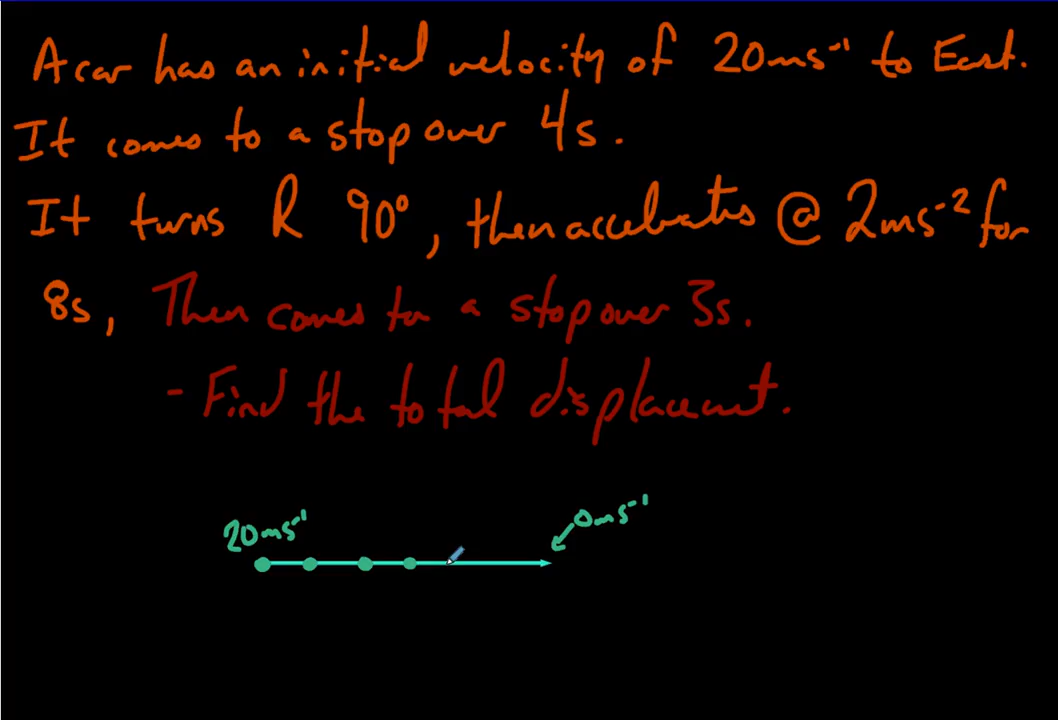 A car has an initial velocity of 20ms⁻¹ to East.
It comes to a stop over 4s.
It turns R 90°, then accelerates @ 2ms⁻² for
8s, Then comes to a stop over 3s.
- Find the total displacement.
20ms⁻¹ 0ms⁻¹